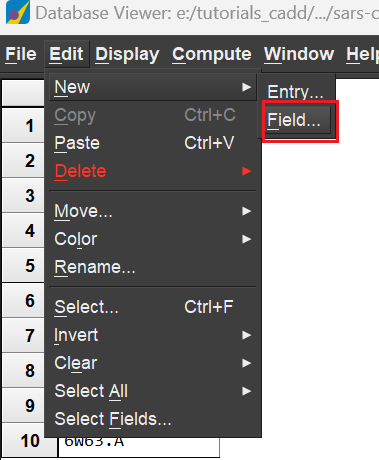 Database Viewer: e:/tutorials_cadd/.../sars-c
File Edit Display Compute Window Help
New
Entry...
Copy Ctrl+C
Field...
1
Paste Ctrl+V
2
Delete
3
Move...
4
Color
5
Rename...
6
Select... Ctrl+F
7
Invert
8
Clear
9
Select All
Select Fields...
10 6W63.A